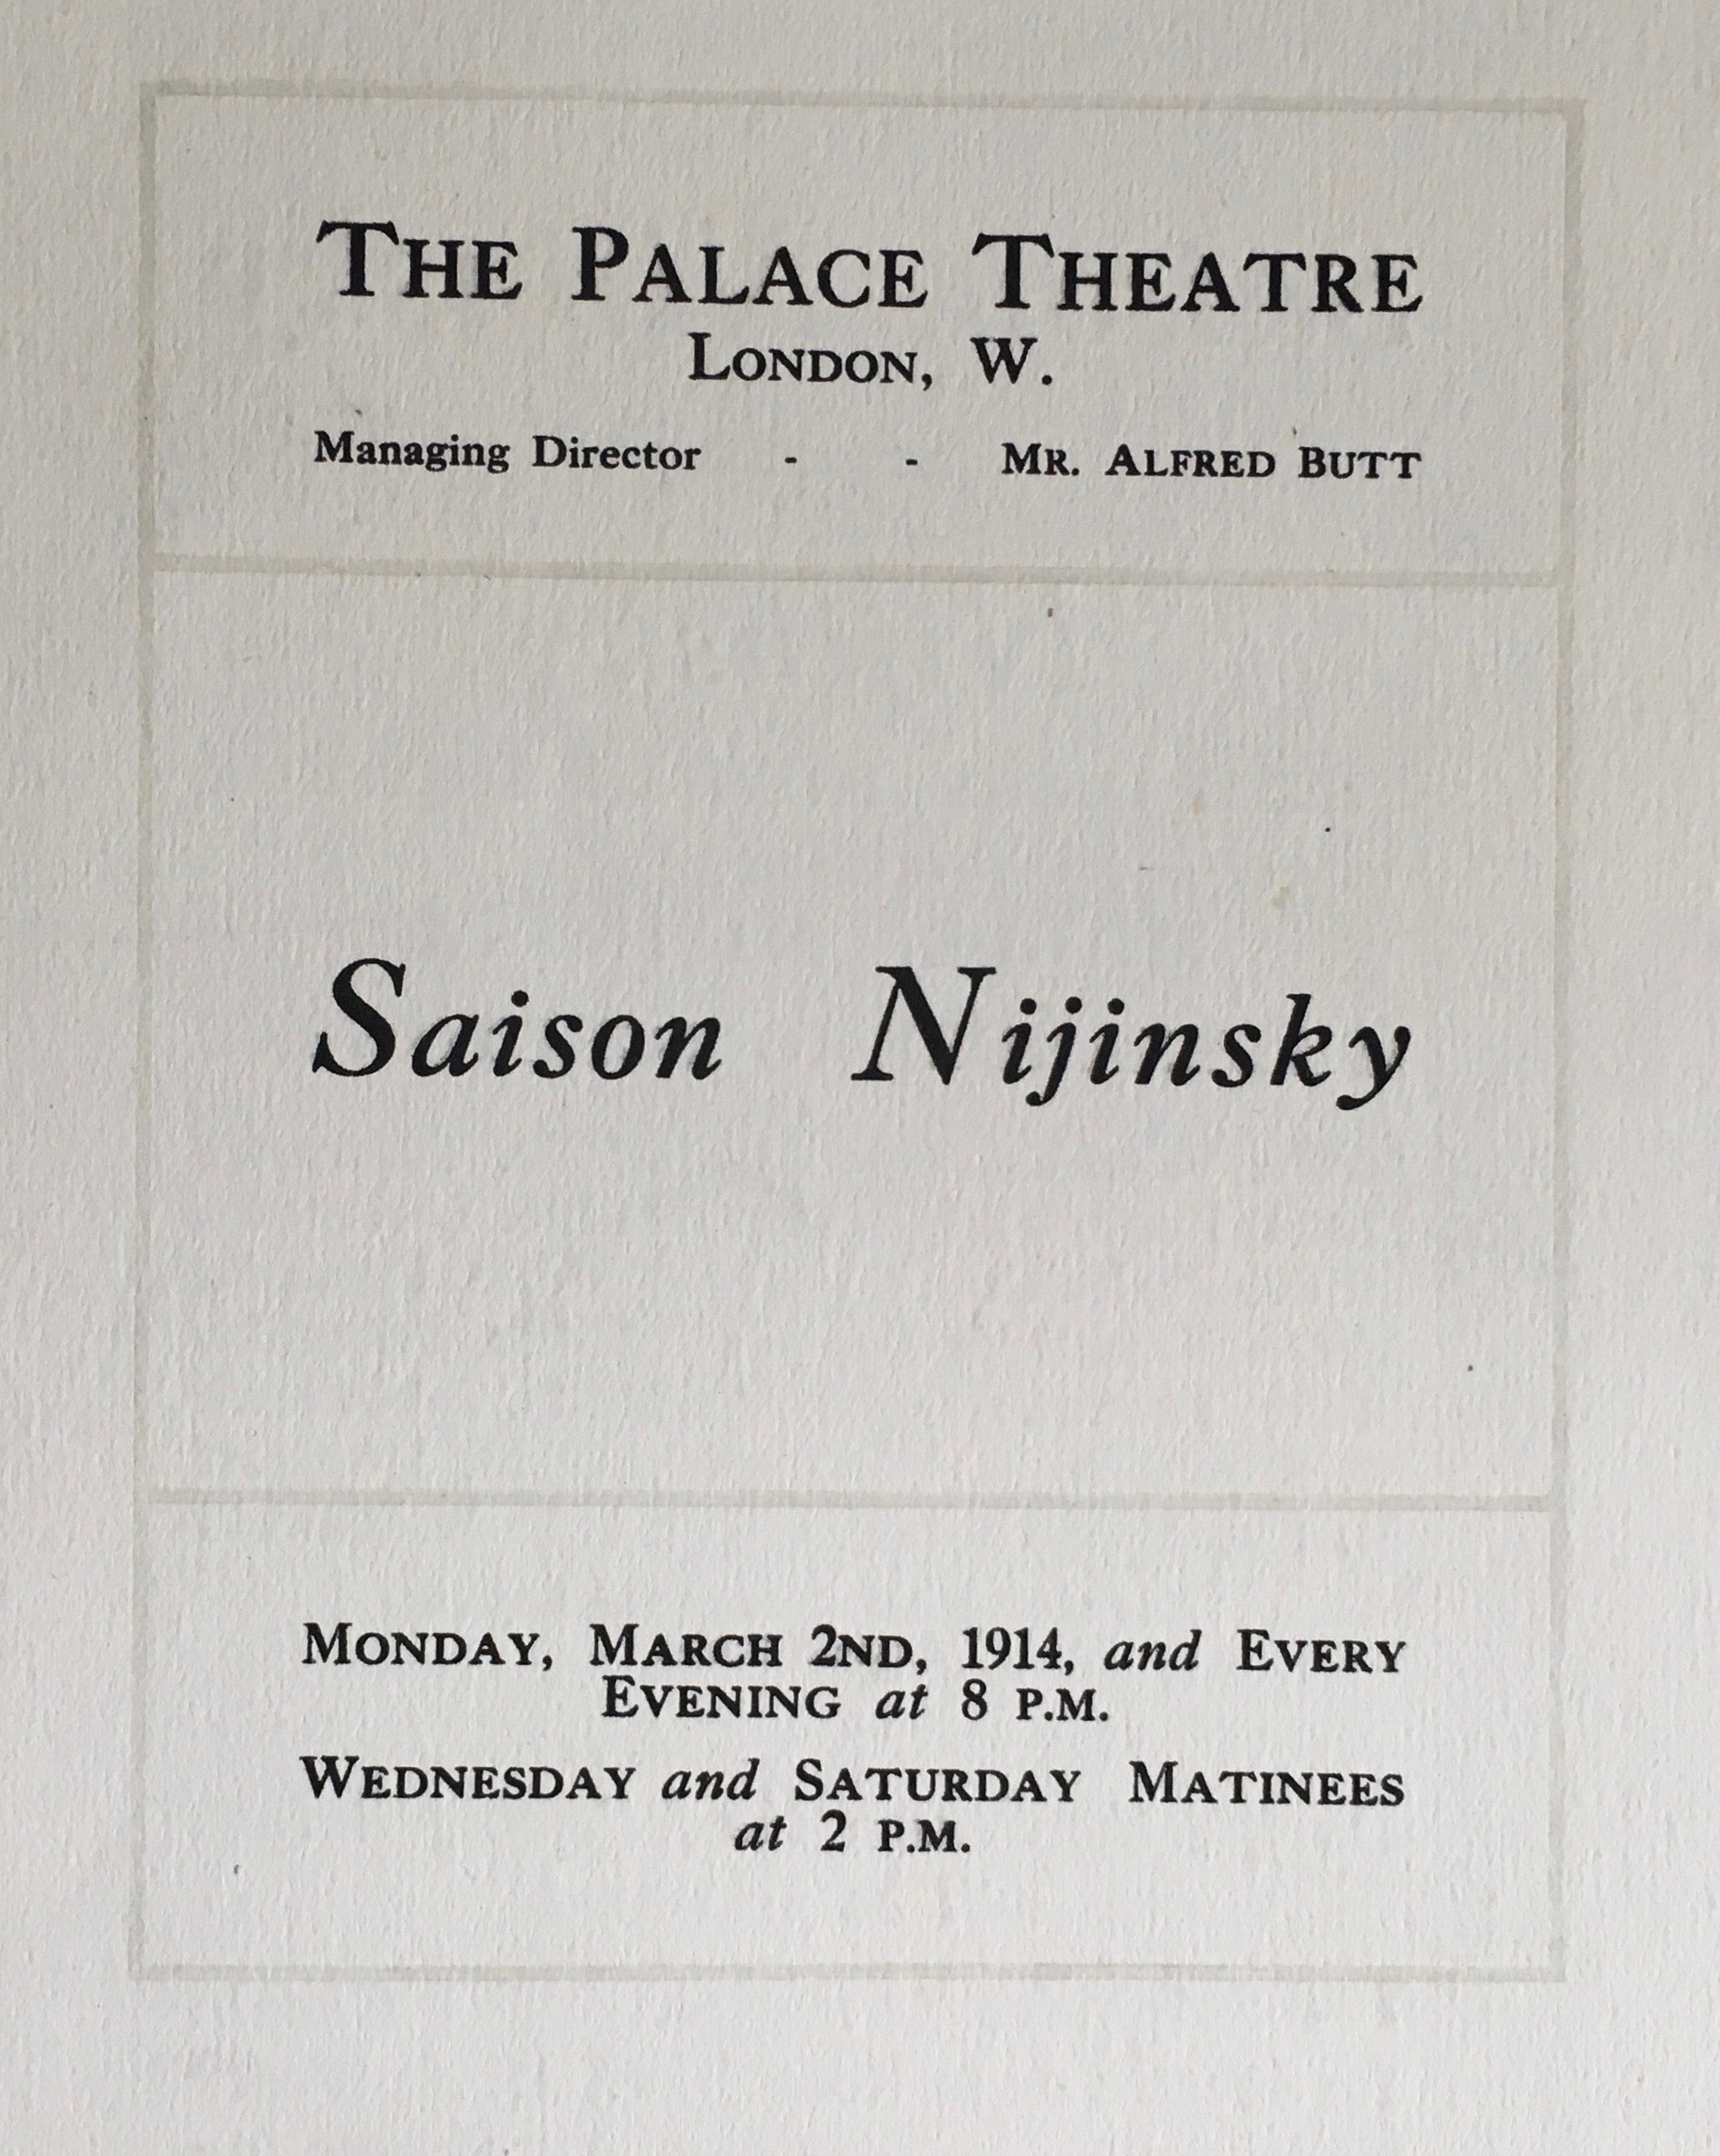 THE PALACE THEATRE
LONDON, W.
Managing Director - - MR. ALFRED BUTT
Saison Nijinsky
MONDAY, MARCH 2ND, 1914, and EVERY
EVENING at 8 P.M.
WEDNESDAY and SATURDAY MATINEES
at 2 P.M.